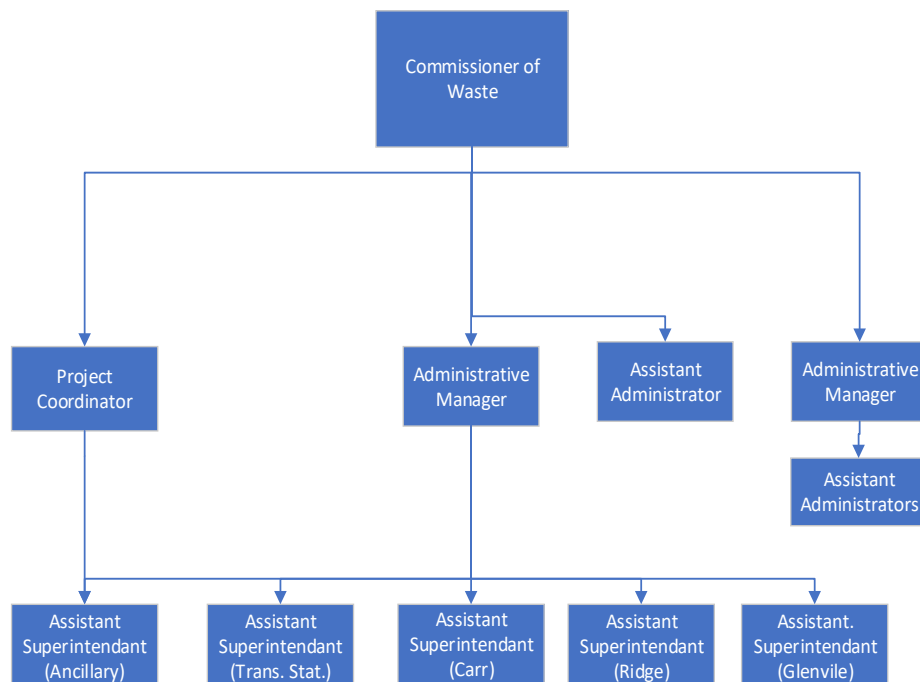 Commissioner of
Waste
Project
Coordinator
Administrative
Manager
Assistant
Administrator
Administrative
Manager
Assistant
Administrators
Assistant
Superintendant
(Ancillary)
Assistant
Superintendant
(Trans. Stat.)
Assistant
Superintendant
(Carr)
Assistant
Superintendant
(Ridge)
Assistant.
Superintendant
(Glenvile)